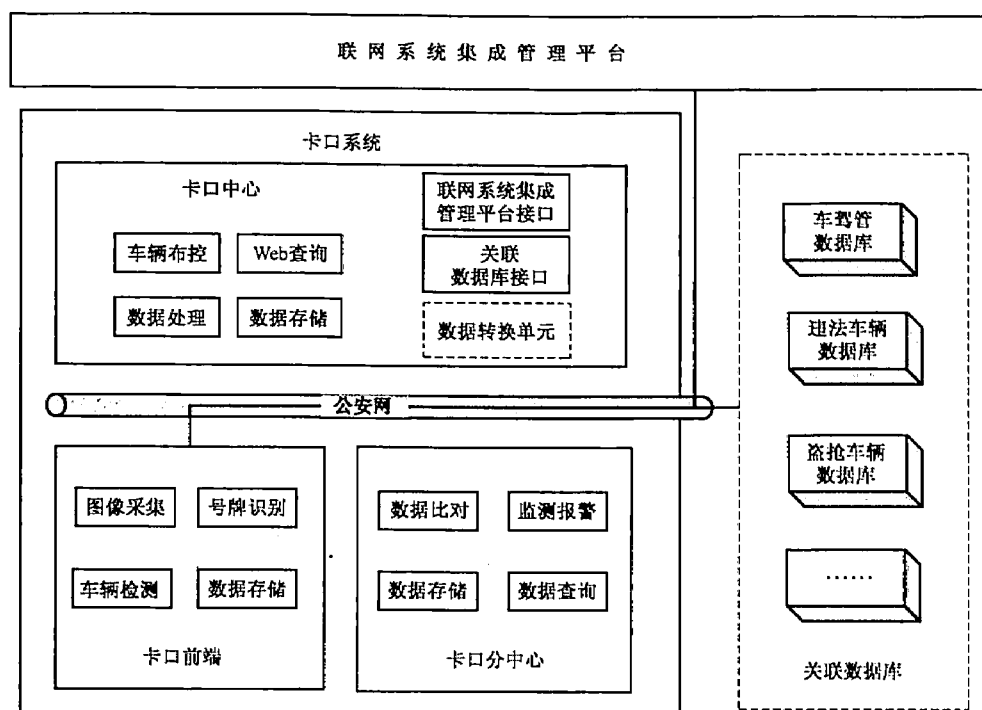 联网系统集成管理平台
卡口系统
卡口中心
联网系统集成
管理平台接口
车辆布控
Web查询
关联
数据库接口
数据处理
数据存储
数据转换单元
公安网
图像采集
号牌识别
车辆检测
数据存储
卡口前端
数据比对
监测报警
数据存储
数据查询
卡口分中心
车驾管
数据库
违法车辆
数据库
盗抢车辆
数据库
……
关联数据库